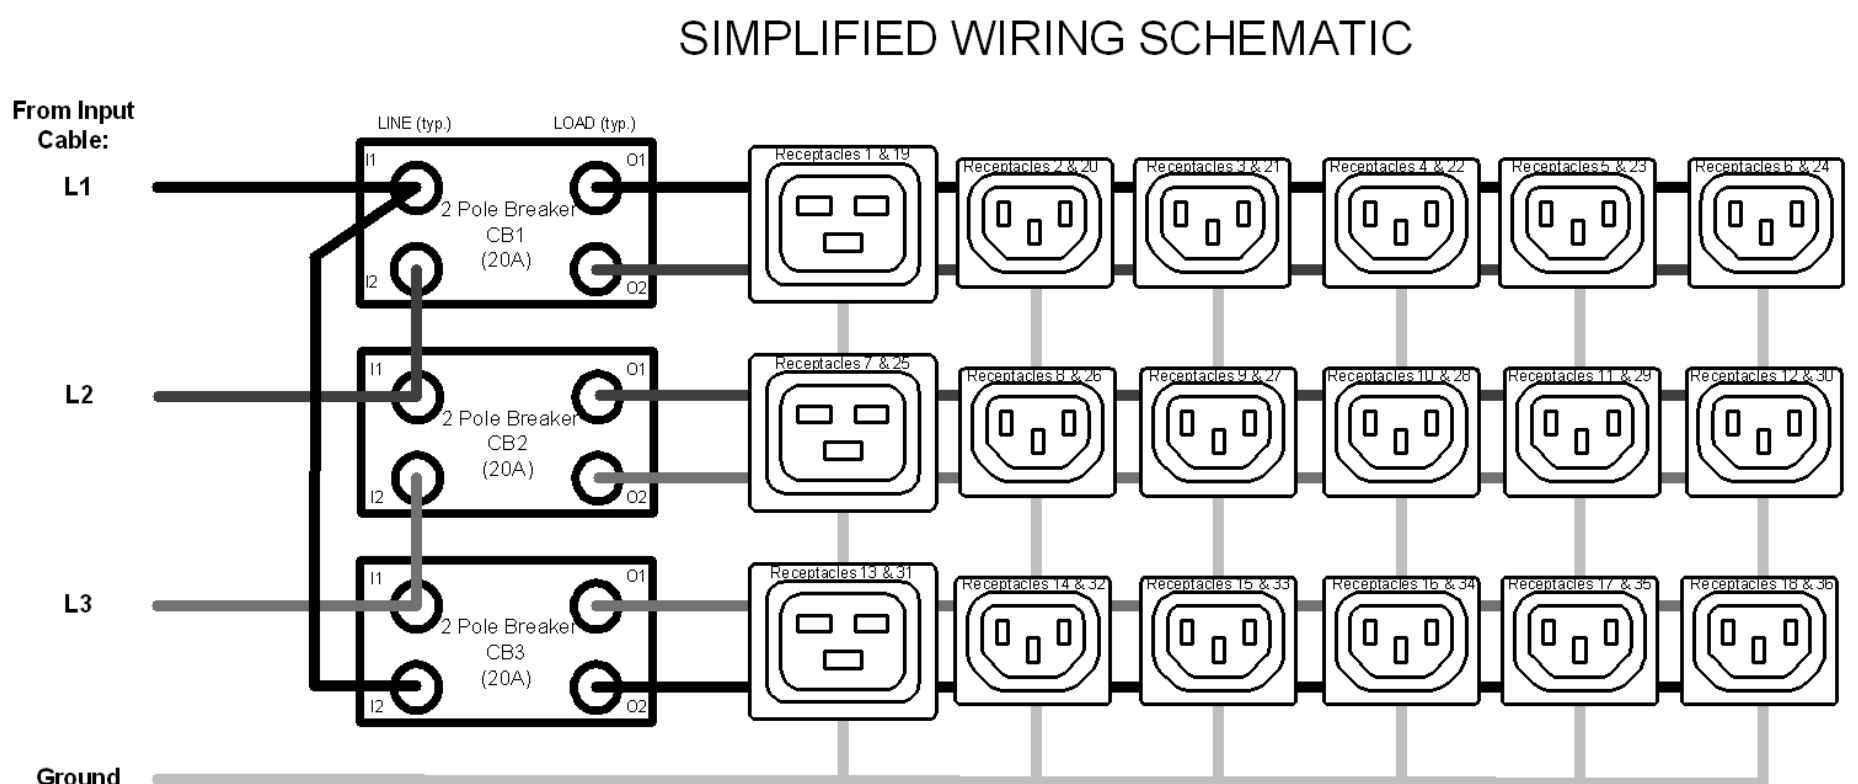 SIMPLIFIED WIRING SCHEMATIC
From Input
Cable:
LINE (typ.)
LOAD (typ.)
L1
I1
O1
2 Pole Breaker
CB1
(20A)
I2
O2
Receptacles 1 & 19
Receptacles 2 & 20
Receptacles 3 & 21
Receptacles 4 & 22
Receptacles 5 & 23
Receptacles 6 & 24
L2
I1
O1
2 Pole Breaker
CB2
(20A)
I2
O2
Receptacles 7 & 25
Receptacles 8 & 26
Receptacles 9 & 27
Receptacles 10 & 28
Receptacles 11 & 29
Receptacles 12 & 30
L3
I1
O1
2 Pole Breaker
CB3
(20A)
I2
O2
Receptacles 13 & 31
Receptacles 14 & 32
Receptacles 15 & 33
Receptacles 16 & 34
Receptacles 17 & 35
Receptacles 18 & 36
Ground